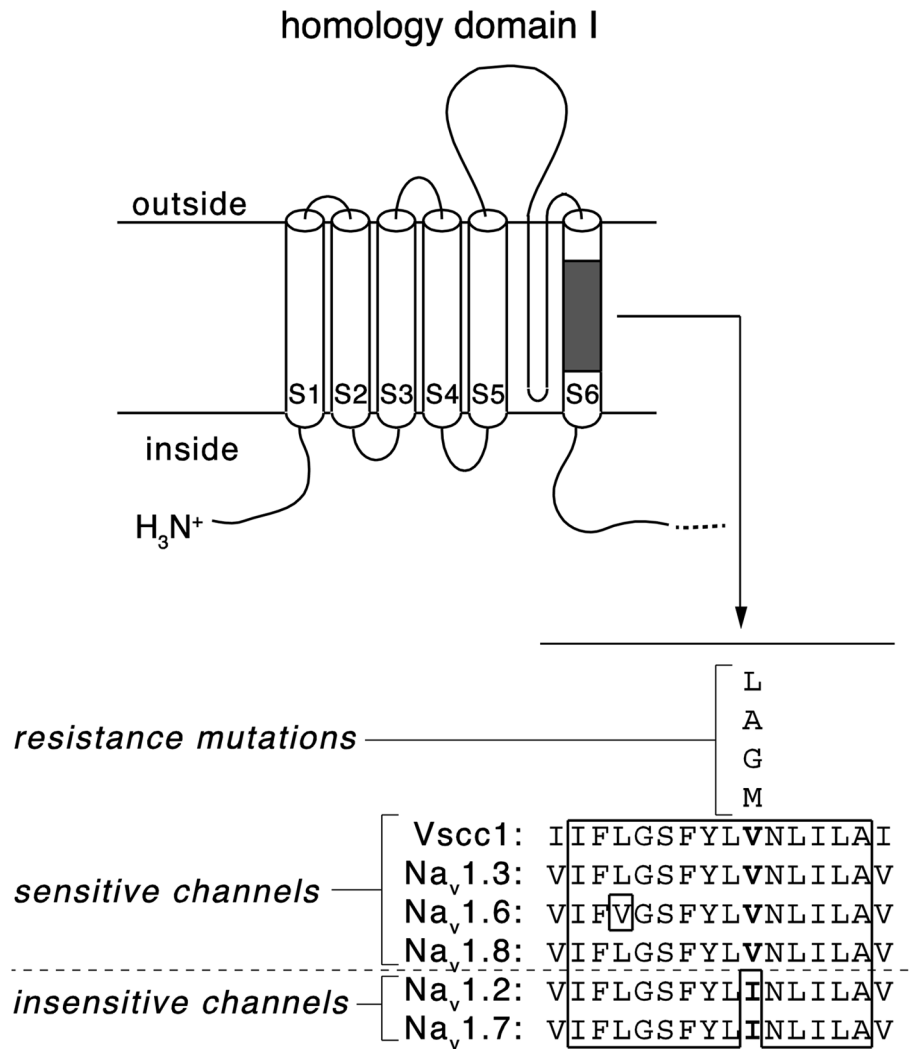 homology domain I
outside
S1 S2 S3 S4 S5 S6
inside
H3N+
L
A
resistance mutations
G
M
Vscc1: IIFLGSFYLVNLILAI
Nav1.3: VIFLGSFYLVNLILAV
sensitive channels
Nav1.6: VIFVGSFYLVNLILAV
Nav1.8: VIFLGSFYLVNLILAV
insensitive channels
Nav1.2: VIFLGSFYLINLILAV
Nav1.7: VIFLGSFYLINLILAV